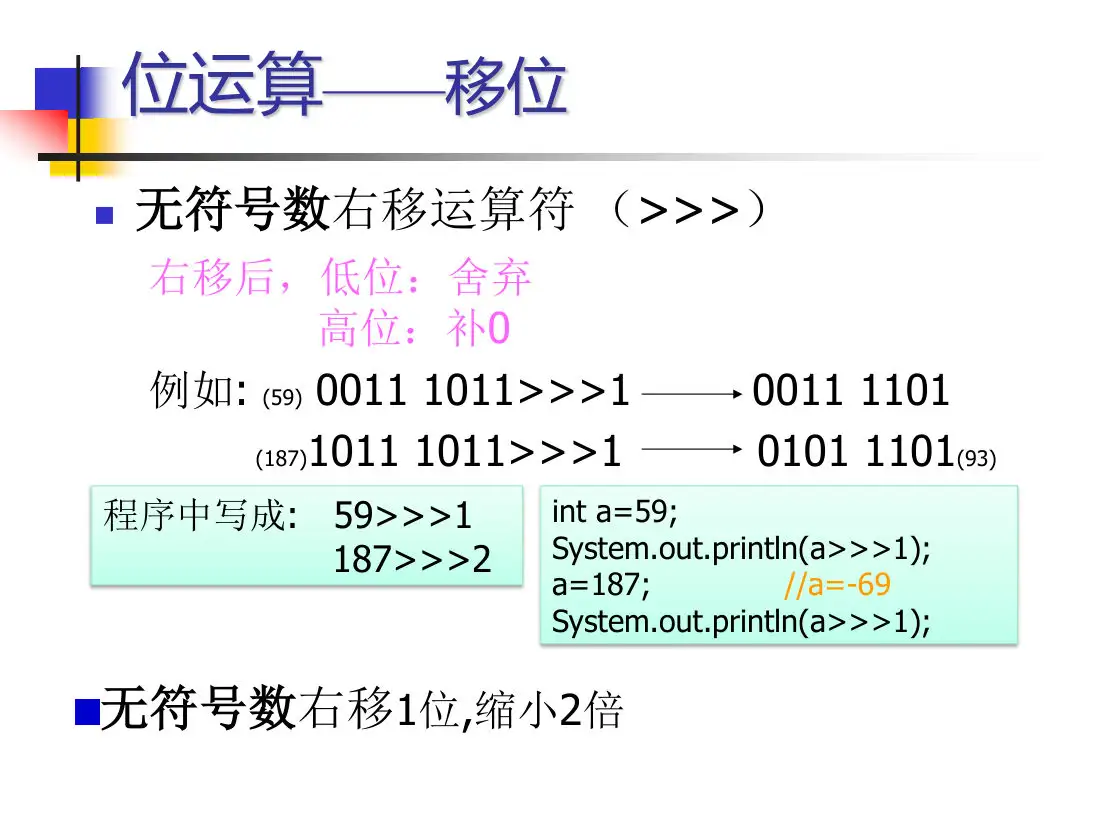 位运算——移位
无符号数右移运算符 （>>>）
右移后，低位：舍弃
高位：补0
例如: (59) 0011 1011>>>1 → 0011 1101
(187)1011 1011>>>1 → 0101 1101(93)
程序中写成: 59>>>1
187>>>2
int a=59;
System.out.println(a>>>1);
a=187; //a=-69
System.out.println(a>>>1);
无符号数右移1位,缩小2倍